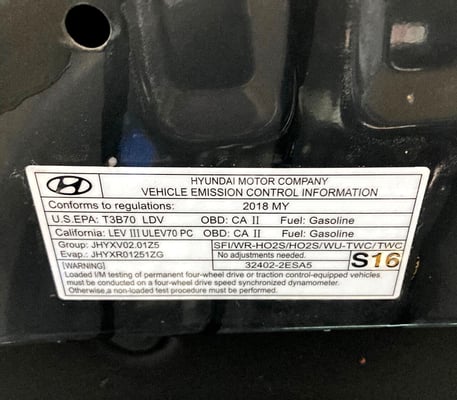 HYUNDAI MOTOR COMPANY
VEHICLE EMISSION CONTROL INFORMATION
Conforms to regulations: 2018 MY
U.S.EPA: T3B70 LDV OBD: CA II Fuel: Gasoline
California: LEV III ULEV70 PC OBD: CA II Fuel: Gasoline
Group: JHYXV02.01Z5 SFI/WR-HO2S/HO2S/WU-TWC/TWC
Evap.: JHYXR01251ZG No adjustments needed.
[WARNING] 32402-2ESA5 S16
Loaded I/M testing of permanent four-wheel drive or traction control-equipped vehicles
must be conducted on a four-wheel drive speed synchronized dynamometer.
Otherwise,a non-loaded test procedure must be performed.